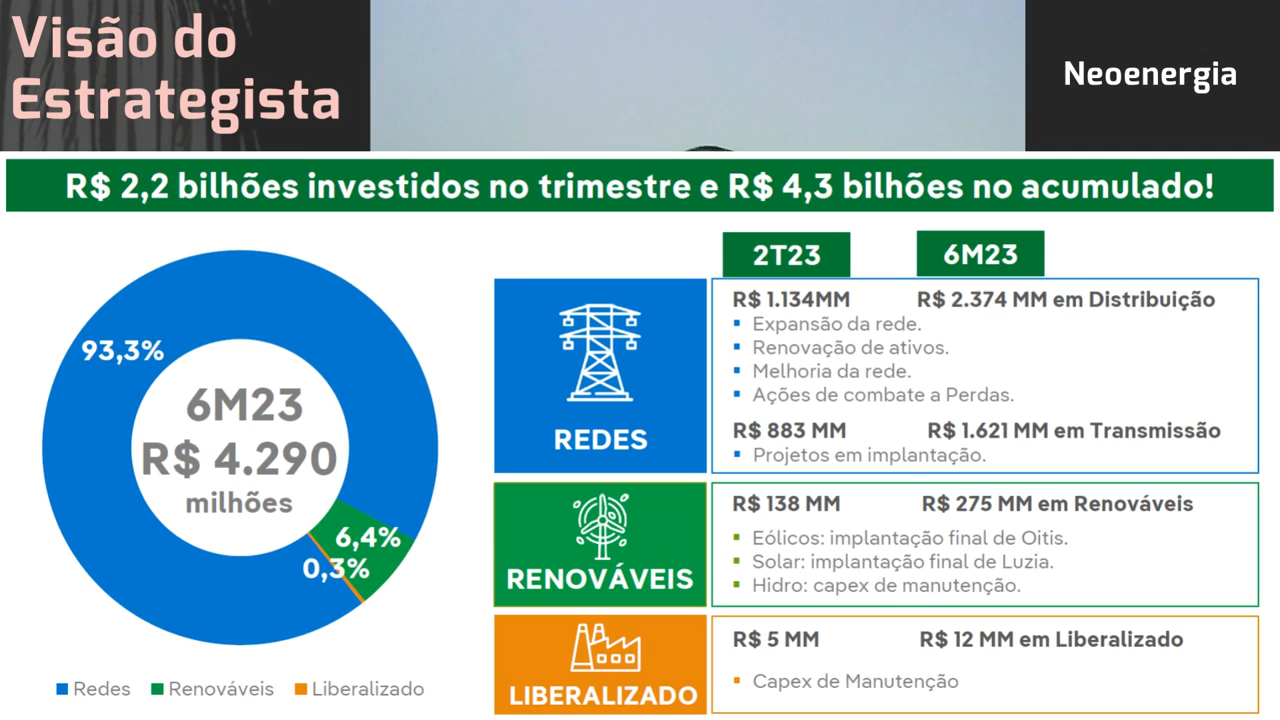 Visão do
Estrategista
Neoenergia
R$ 2,2 bilhões investidos no trimestre e R$ 4,3 bilhões no acumulado!
93,3%
6M23
R$ 4.290
milhões
6,4%
0,3%
Redes
Renováveis
Liberalizado
2T23
6M23
REDES
R$ 1.134MM
R$ 2.374 MM em Distribuição
Expansão da rede.
Renovação de ativos.
Melhoria da rede.
Ações de combate a Perdas.
R$ 883 MM
R$ 1.621 MM em Transmissão
Projetos em implantação.
RENOVÁVEIS
R$ 138 MM
R$ 275 MM em Renováveis
Eólicos: implantação final de Oitis.
Solar: implantação final de Luzia.
Hidro: capex de manutenção.
LIBERALIZADO
R$ 5 MM
R$ 12 MM em Liberalizado
Capex de Manutenção